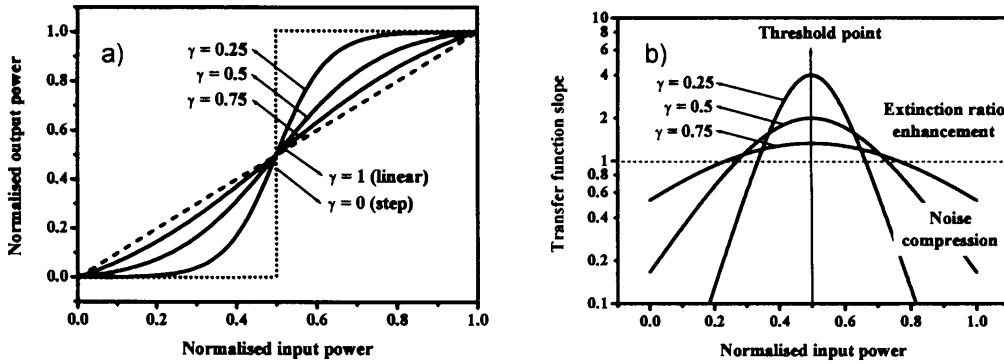 a)
Normalised output power
1.0
0.8
0.6
0.4
0.2
0.0
γ = 0.25
γ = 0.5
γ = 0.75
γ = 1 (linear)
γ = 0 (step)
0.0 0.2 0.4 0.6 0.8 1.0
Normalised input power
b)
Transfer function slope
10
8
6
4
2
1
0.8
0.6
0.4
0.2
0.1
Threshold point
γ = 0.25
γ = 0.5
γ = 0.75
Extinction ratio
enhancement
Noise
compression
0.0 0.2 0.4 0.6 0.8 1.0
Normalised input power